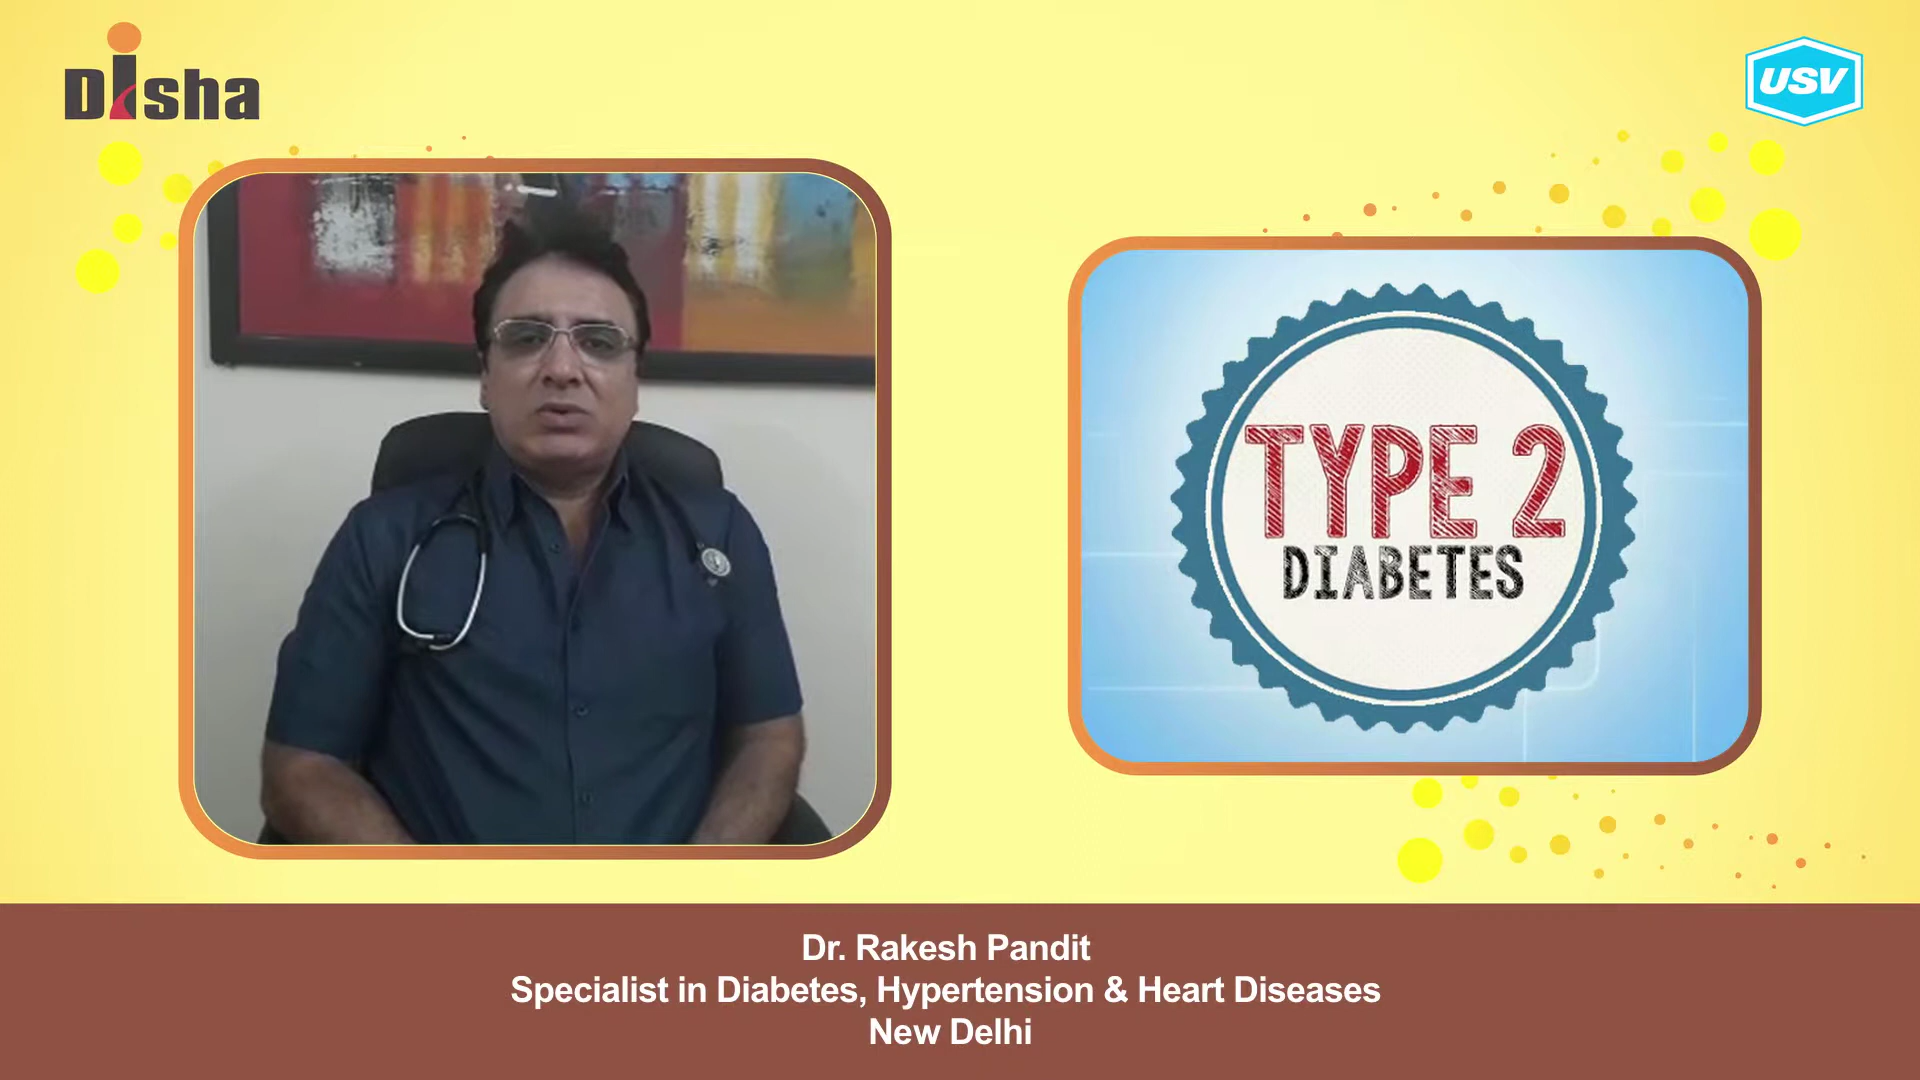 Disha
USV
TYPE 2
DIABETES
Dr. Rakesh Pandit
Specialist in Diabetes, Hypertension & Heart Diseases
New Delhi